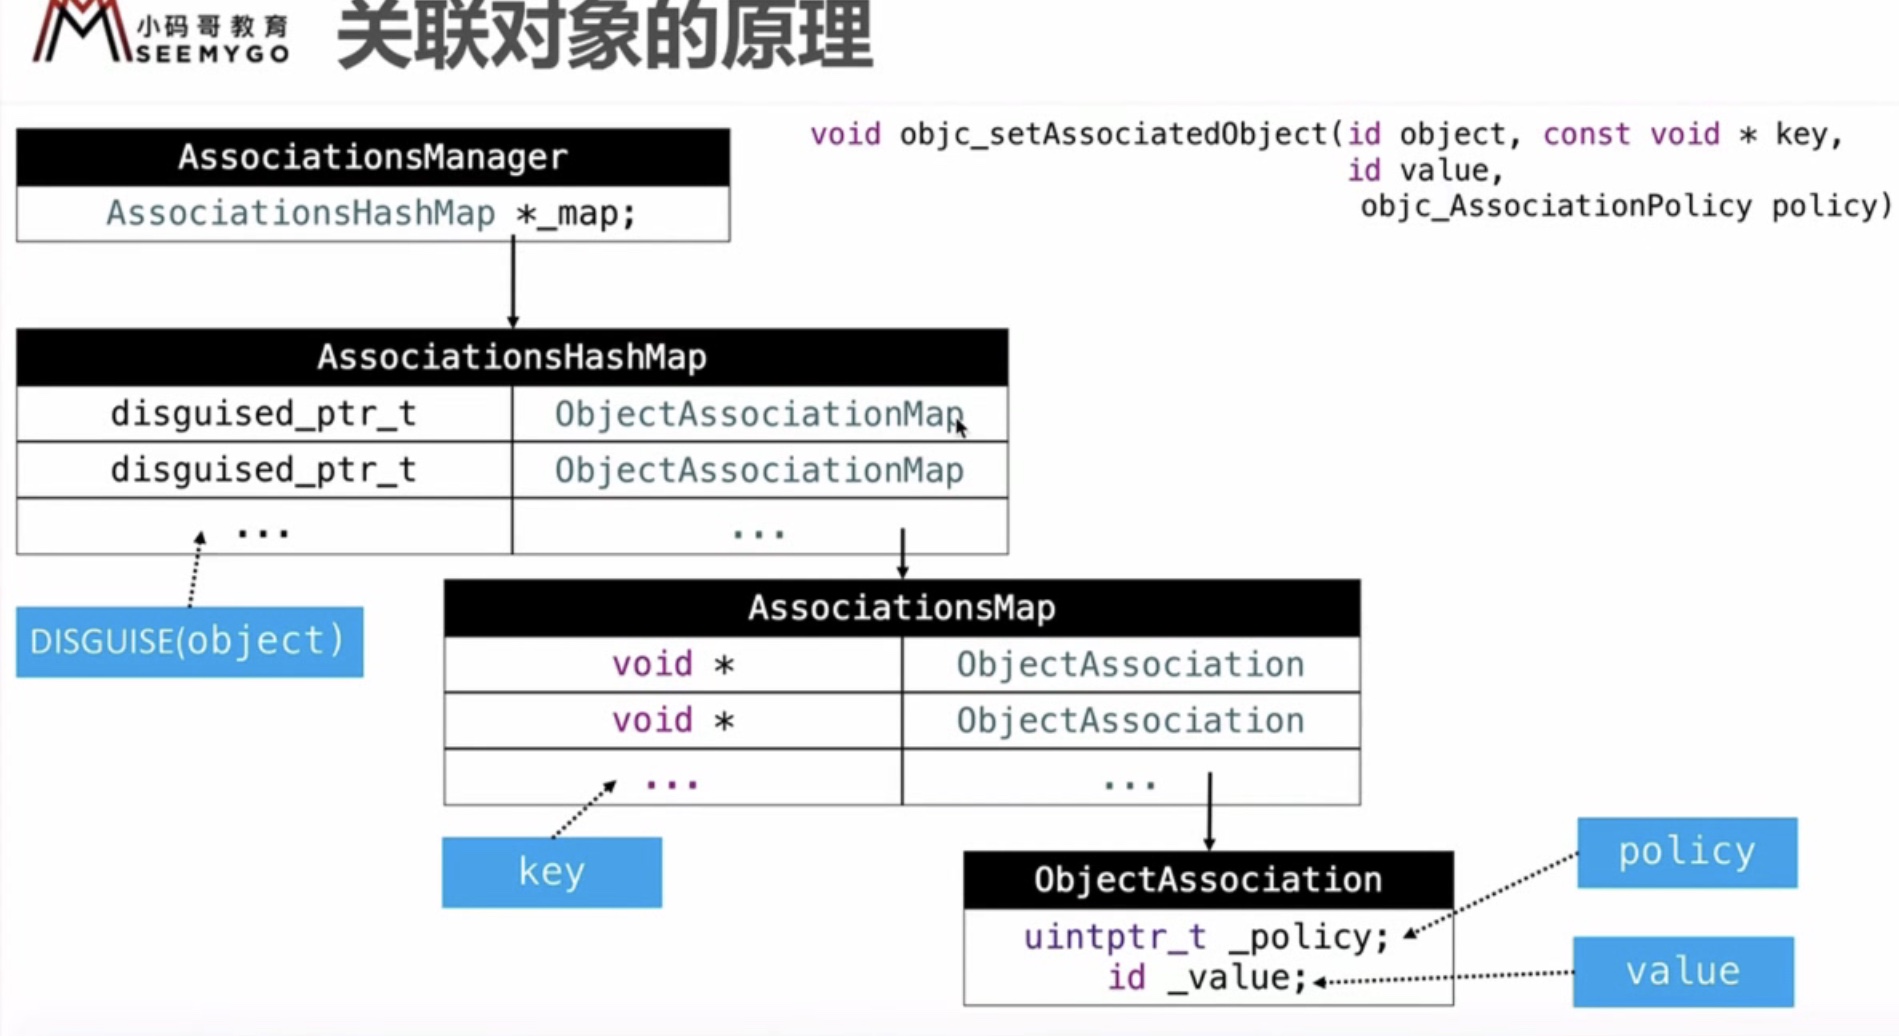 小码哥教育
SEEMYGO
关联对象的原理
void objc_setAssociatedObject(id object, const void * key,
id value,
objc_AssociationPolicy policy)
AssociationsManager
AssociationsHashMap *_map;
AssociationsHashMap
disguised_ptr_t ObjectAssociationMap
disguised_ptr_t ObjectAssociationMap
... ...
DISGUISE(object)
AssociationsMap
void * ObjectAssociation
void * ObjectAssociation
... ...
key
ObjectAssociation
uintptr_t _policy;
id _value;
policy
value